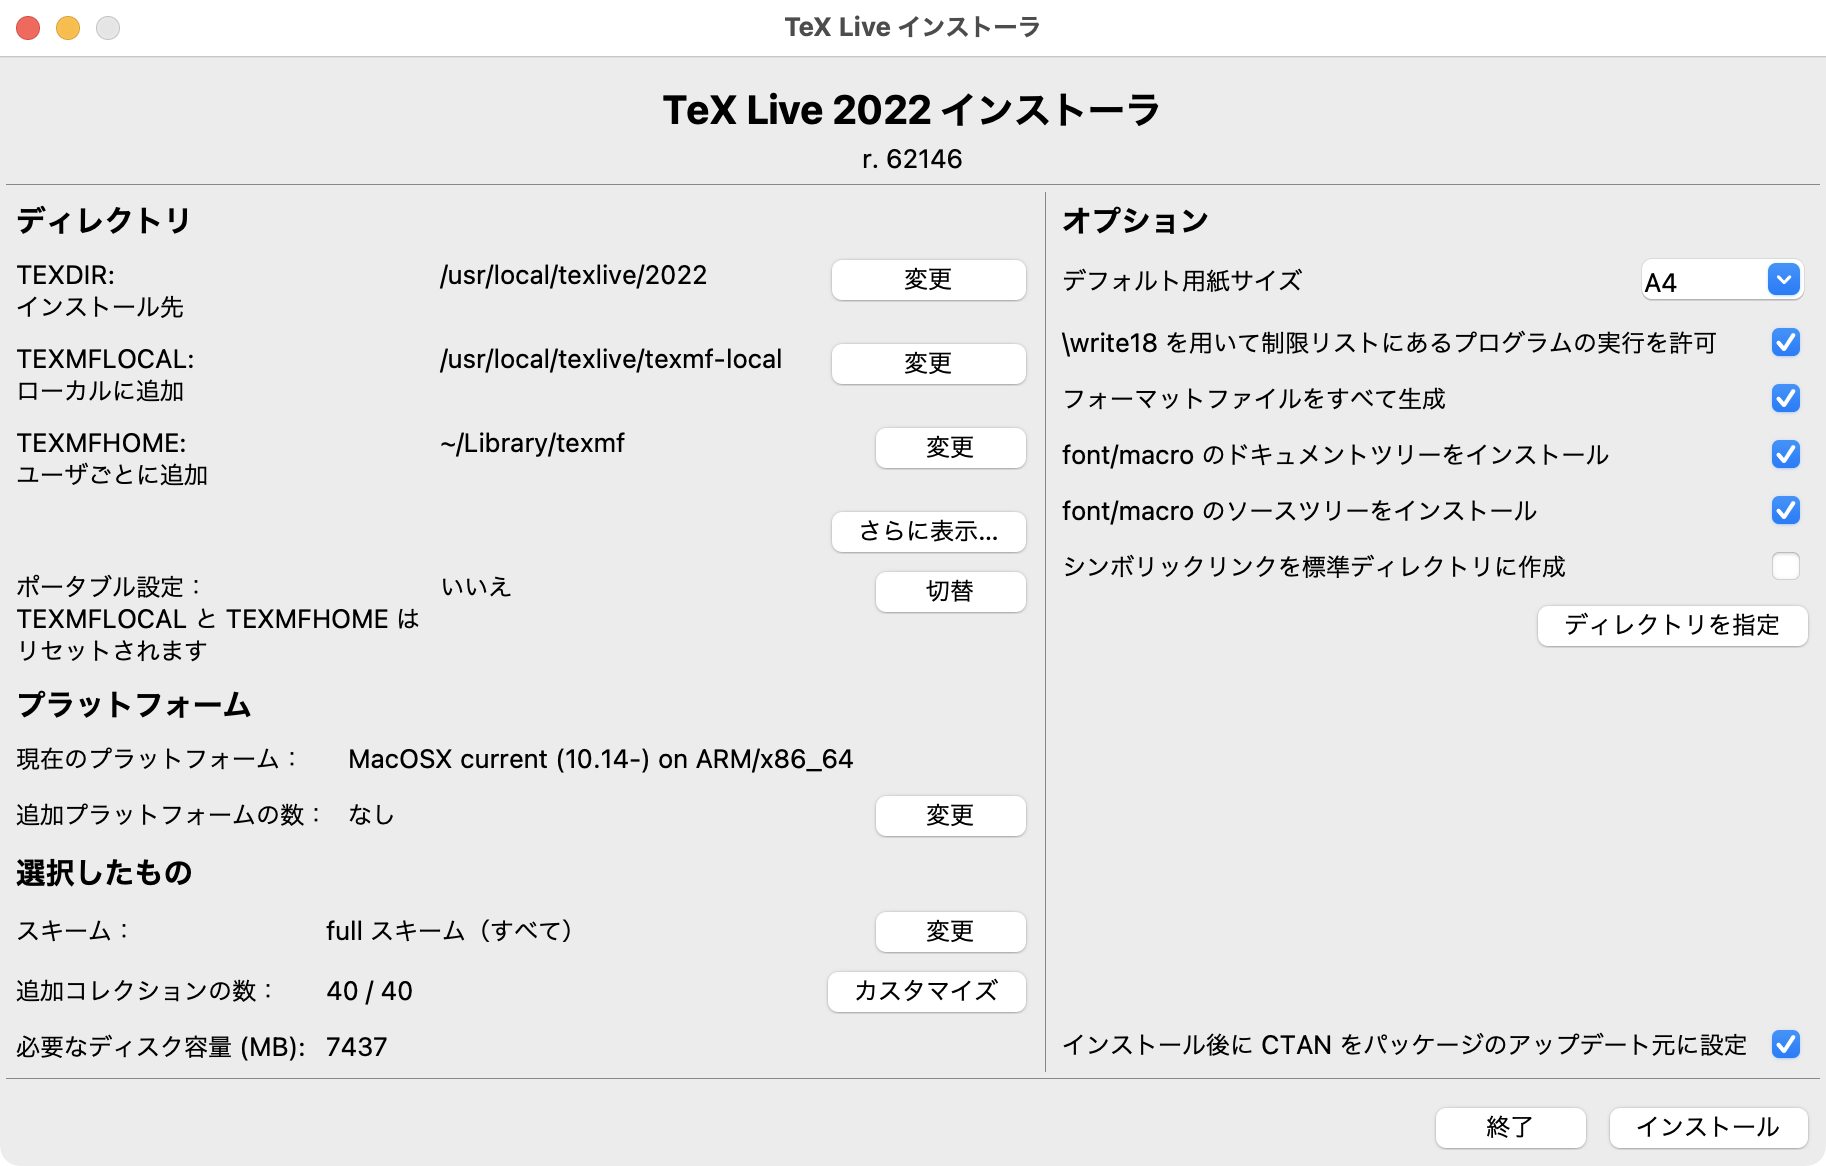 TeX Live インストーラ
TeX Live 2022 インストーラ
r. 62146
ディレクトリ
TEXDIR:
インストール先
/usr/local/texlive/2022
変更
TEXMFLOCAL:
ローカルに追加
/usr/local/texlive/texmf-local
変更
TEXMFHOME:
ユーザごとに追加
~/Library/texmf
変更
さらに表示...
ポータブル設定：
TEXMFLOCAL と TEXMFHOME は
リセットされます
いいえ
切替
プラットフォーム
現在のプラットフォーム： MacOSX current (10.14-) on ARM/x86_64
追加プラットフォームの数： なし
変更
選択したもの
スキーム： full スキーム（すべて）
変更
追加コレクションの数： 40 / 40
カスタマイズ
必要なディスク容量 (MB): 7437
オプション
デフォルト用紙サイズ
A4
\write18 を用いて制限リストにあるプログラムの実行を許可
フォーマットファイルをすべて生成
font/macro のドキュメントツリーをインストール
font/macro のソースツリーをインストール
シンボリックリンクを標準ディレクトリに作成
ディレクトリを指定
インストール後に CTAN をパッケージのアップデート元に設定
終了
インストール